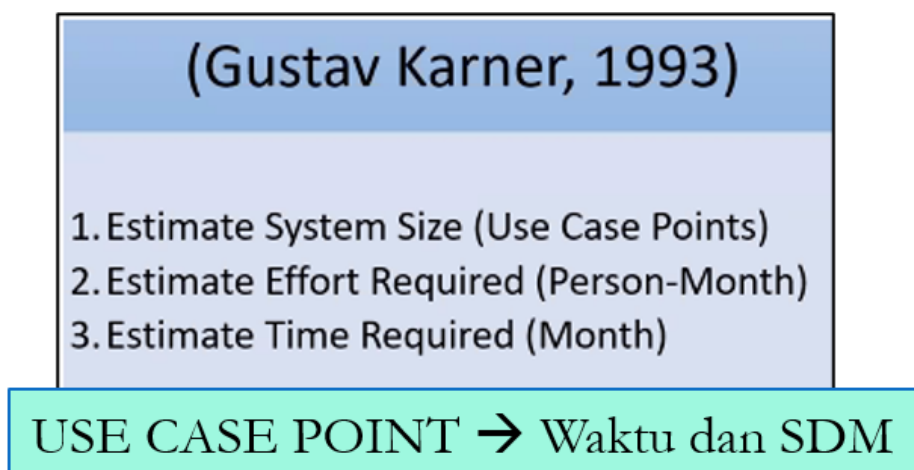 (Gustav Karner, 1993)
1. Estimate System Size (Use Case Points)
2. Estimate Effort Required (Person-Month)
3. Estimate Time Required (Month)
USE CASE POINT → Waktu dan SDM